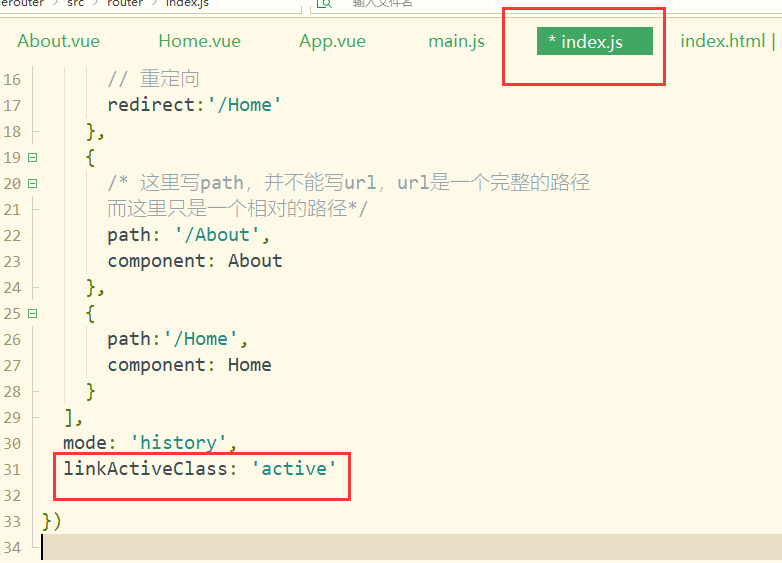 erouter > src > router > index.js 输入文件名
About.vue Home.vue App.vue main.js * index.js index.html |
16 // 重定向
17 redirect:'/Home'
18 },
19 {
20 /* 这里写path，并不能写url，url是一个完整的路径
21 而这里只是一个相对的路径*/
22 path: '/About',
23 component: About
24 },
25 {
26 path:'/Home',
27 component: Home
28 }
29 ],
30 mode: 'history',
31 linkActiveClass: 'active'
32
33 })
34